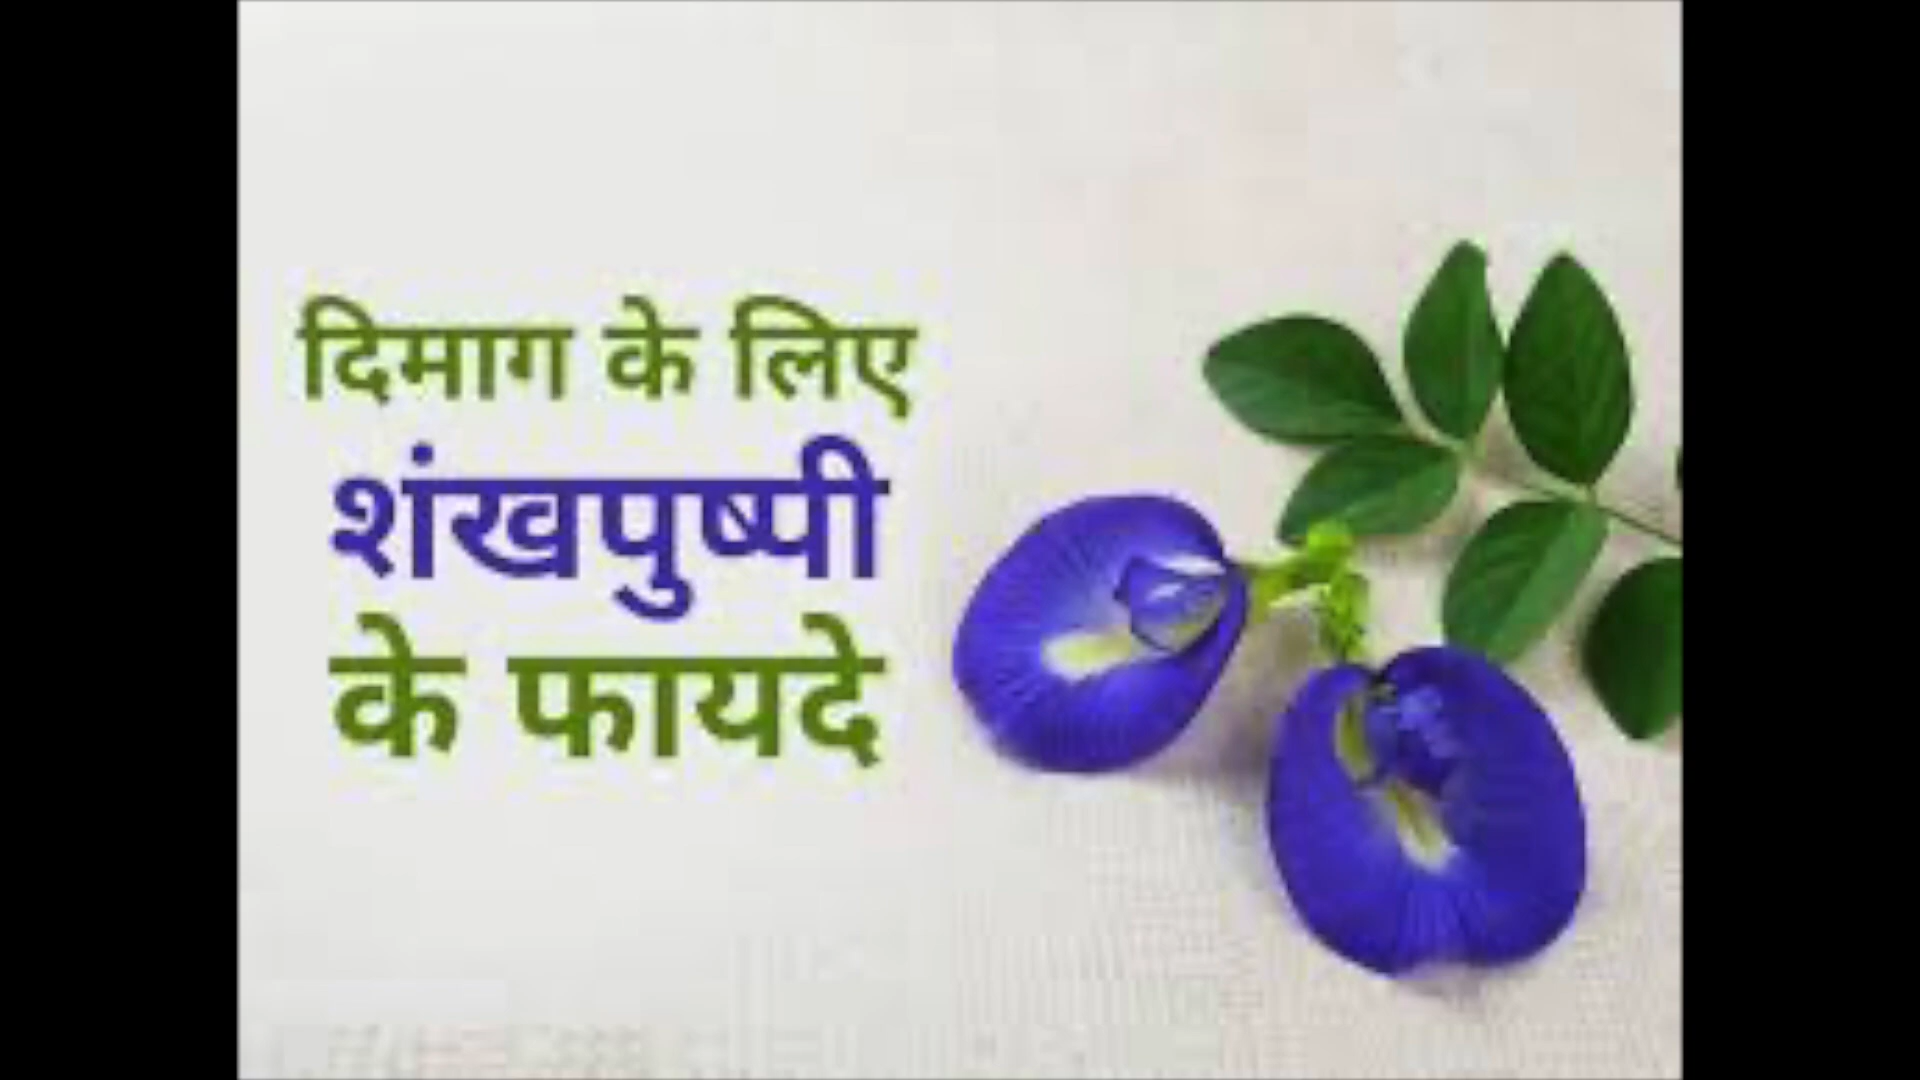 दिमाग के लिए
शंखपुष्पी
के फायदे